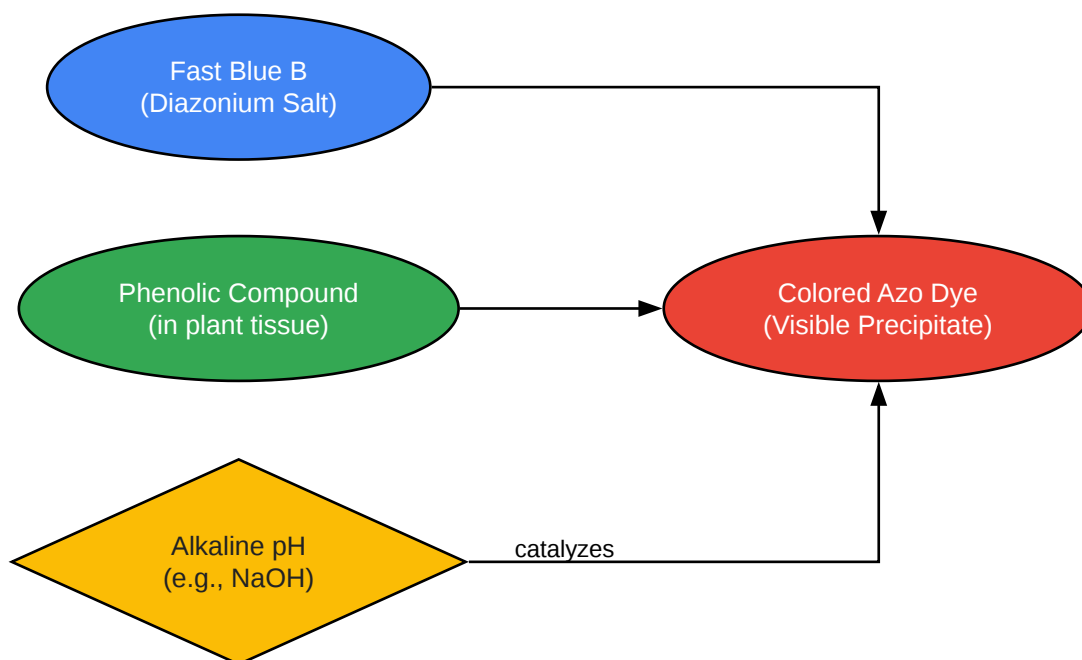 Fast Blue B
(Diazonium Salt)
Phenolic Compound
(in plant tissue)
Colored Azo Dye
(Visible Precipitate)
Alkaline pH
(e.g., NaOH)
catalyzes